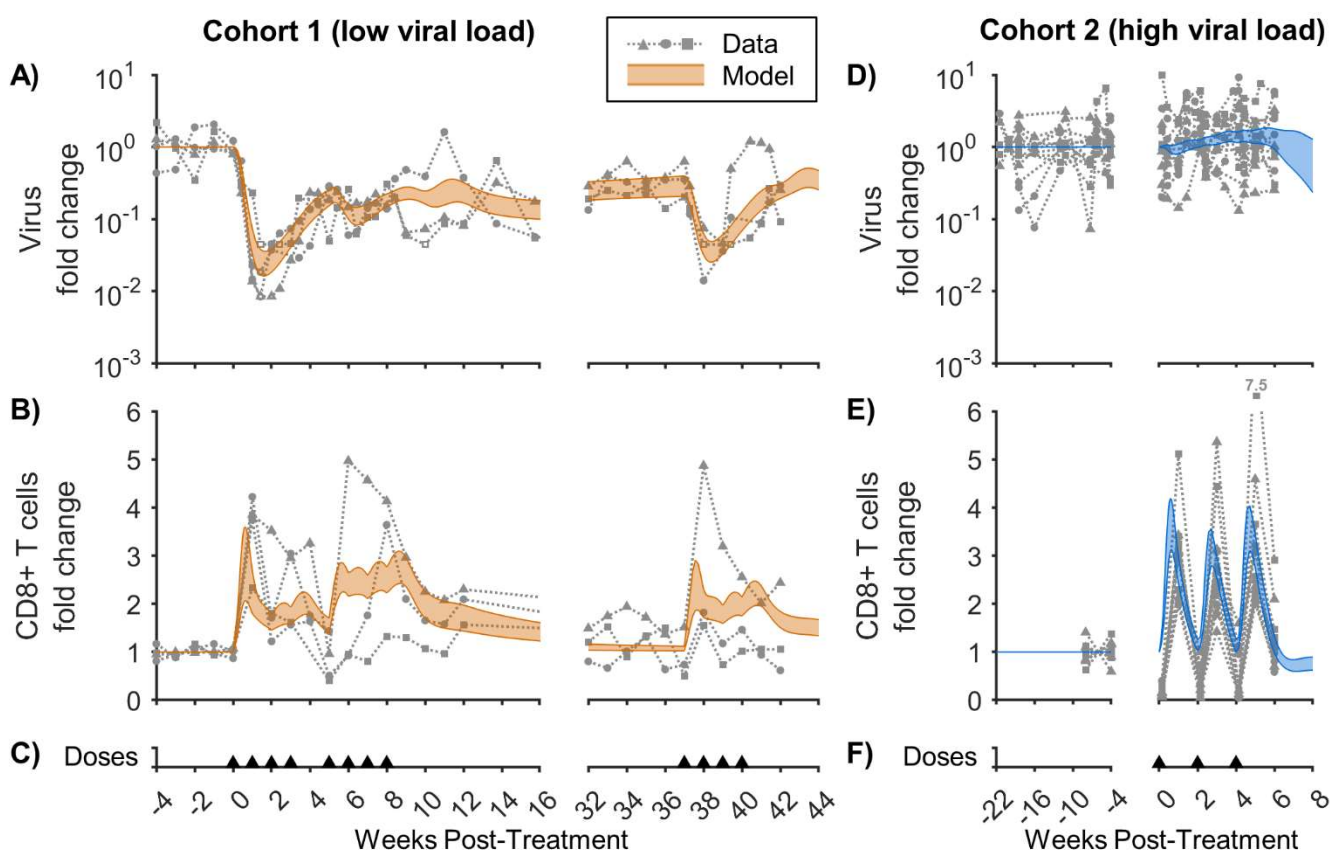 Cohort 1 (low viral load)
Data
Model
Cohort 2 (high viral load)
A)
Virus
fold change
10^1
10^0
10^-1
10^-2
10^-3
D)
Virus
fold change
10^1
10^0
10^-1
10^-2
10^-3
B)
CD8+ T cells
fold change
6
5
4
3
2
1
0
E)
CD8+ T cells
fold change
6
5
4
3
2
1
0
7.5
C)
Doses
-4 -2 0 2 4 6 8 10 12 14 16 32 34 36 38 40 42 44
Weeks Post-Treatment
F)
Doses
-22 -16 -10 -4 0 2 4 6 8
Weeks Post-Treatment